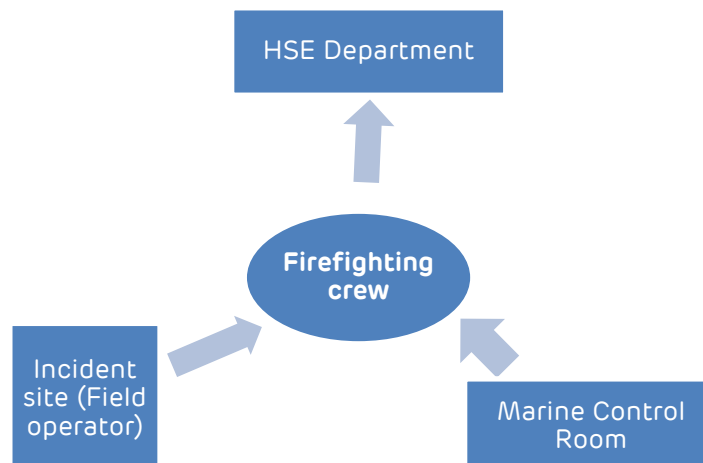 HSE Department
Firefighting
crew
Incident
site (Field
operator)
Marine Control
Room